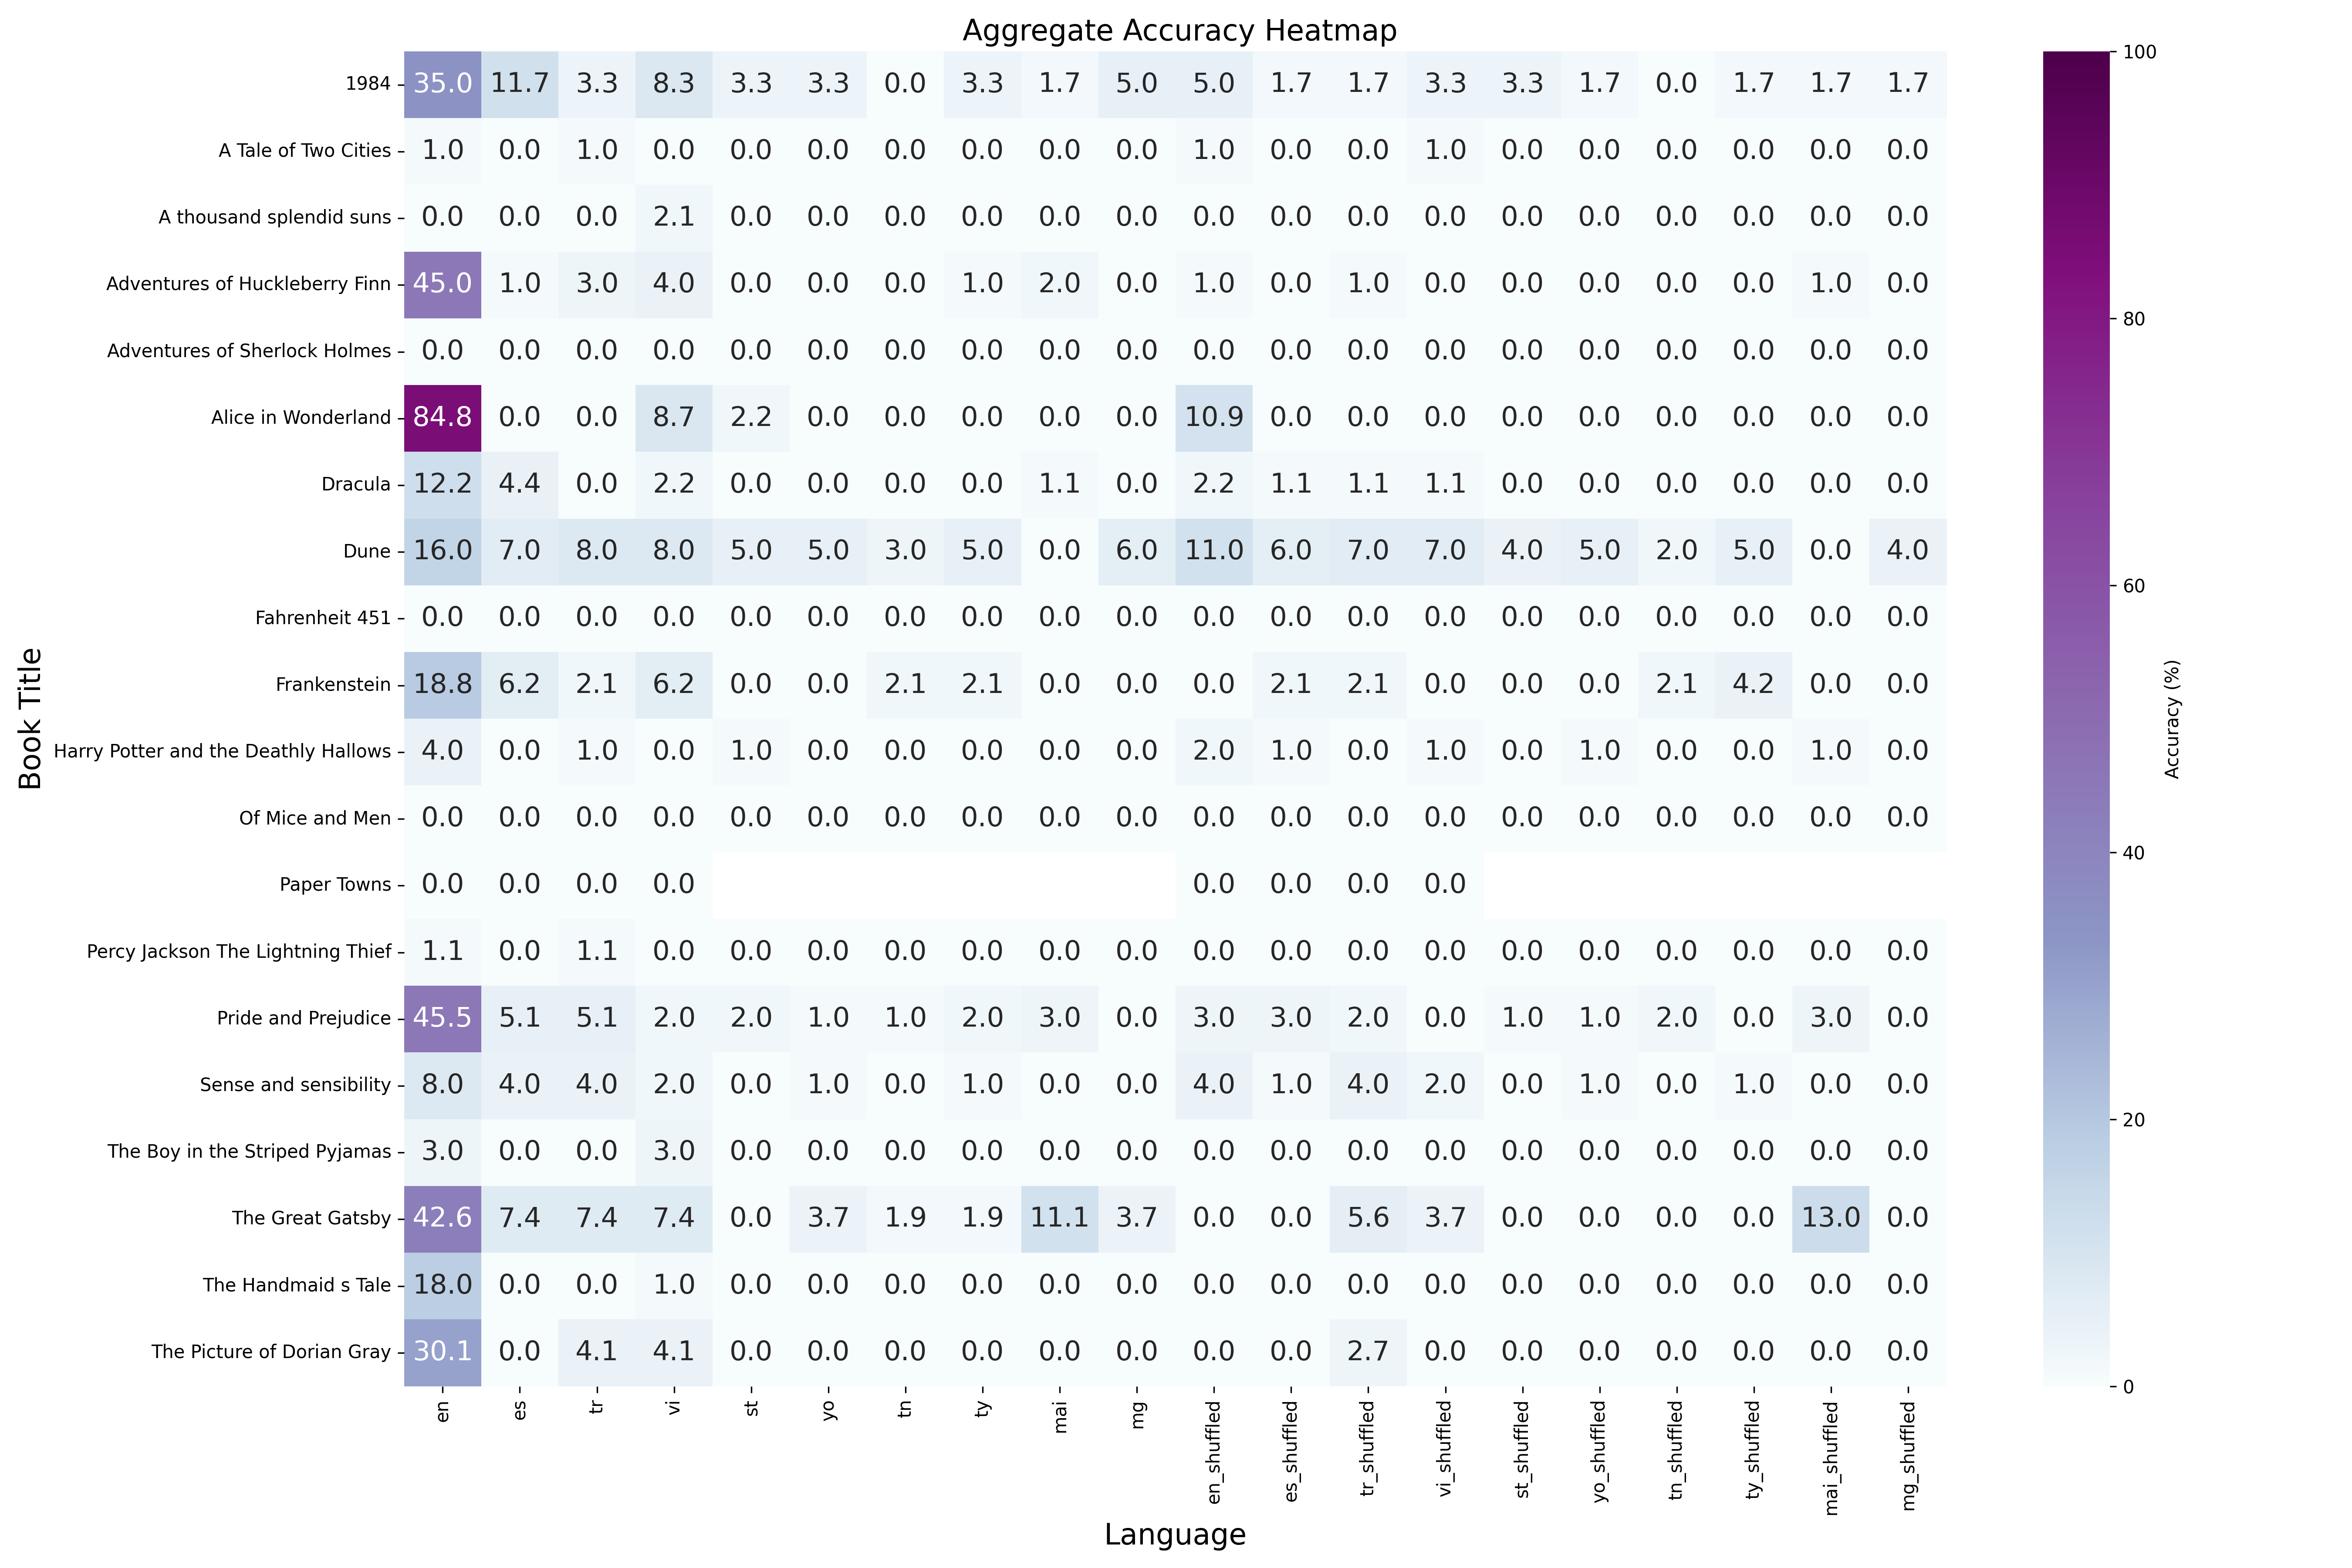 Aggregate Accuracy Heatmap
1984 35.0 11.7 3.3 8.3 3.3 3.3 0.0 3.3 1.7 5.0 5.0 1.7 1.7 3.3 3.3 1.7 0.0 1.7 1.7 1.7
A Tale of Two Cities 1.0 0.0 1.0 0.0 0.0 0.0 0.0 0.0 0.0 0.0 1.0 0.0 0.0 1.0 0.0 0.0 0.0 0.0 0.0 0.0
A thousand splendid suns 0.0 0.0 0.0 2.1 0.0 0.0 0.0 0.0 0.0 0.0 0.0 0.0 0.0 0.0 0.0 0.0 0.0 0.0 0.0 0.0
Adventures of Huckleberry Finn 45.0 1.0 3.0 4.0 0.0 0.0 0.0 1.0 2.0 0.0 1.0 0.0 1.0 0.0 0.0 0.0 0.0 0.0 1.0 0.0
Adventures of Sherlock Holmes 0.0 0.0 0.0 0.0 0.0 0.0 0.0 0.0 0.0 0.0 0.0 0.0 0.0 0.0 0.0 0.0 0.0 0.0 0.0 0.0
Alice in Wonderland 84.8 0.0 0.0 8.7 2.2 0.0 0.0 0.0 0.0 0.0 10.9 0.0 0.0 0.0 0.0 0.0 0.0 0.0 0.0 0.0
Dracula 12.2 4.4 0.0 2.2 0.0 0.0 0.0 0.0 1.1 0.0 2.2 1.1 1.1 1.1 0.0 0.0 0.0 0.0 0.0 0.0
Dune 16.0 7.0 8.0 8.0 5.0 5.0 3.0 5.0 0.0 6.0 11.0 6.0 7.0 7.0 4.0 5.0 2.0 5.0 0.0 4.0
Fahrenheit 451 0.0 0.0 0.0 0.0 0.0 0.0 0.0 0.0 0.0 0.0 0.0 0.0 0.0 0.0 0.0 0.0 0.0 0.0 0.0 0.0
Frankenstein 18.8 6.2 2.1 6.2 0.0 0.0 2.1 2.1 0.0 0.0 0.0 2.1 2.1 0.0 0.0 0.0 2.1 4.2 0.0 0.0
Harry Potter and the Deathly Hallows 4.0 0.0 1.0 0.0 1.0 0.0 0.0 0.0 0.0 0.0 2.0 1.0 0.0 1.0 0.0 1.0 0.0 0.0 1.0 0.0
Of Mice and Men 0.0 0.0 0.0 0.0 0.0 0.0 0.0 0.0 0.0 0.0 0.0 0.0 0.0 0.0 0.0 0.0 0.0 0.0 0.0 0.0
Paper Towns 0.0 0.0 0.0 0.0 0.0 0.0 0.0 0.0
Percy Jackson The Lightning Thief 1.1 0.0 1.1 0.0 0.0 0.0 0.0 0.0 0.0 0.0 0.0 0.0 0.0 0.0 0.0 0.0 0.0 0.0 0.0 0.0
Pride and Prejudice 45.5 5.1 5.1 2.0 2.0 1.0 1.0 2.0 3.0 0.0 3.0 3.0 2.0 0.0 1.0 1.0 2.0 0.0 3.0 0.0
Sense and sensibility 8.0 4.0 4.0 2.0 0.0 1.0 0.0 1.0 0.0 0.0 4.0 1.0 4.0 2.0 0.0 1.0 0.0 1.0 0.0 0.0
The Boy in the Striped Pyjamas 3.0 0.0 0.0 3.0 0.0 0.0 0.0 0.0 0.0 0.0 0.0 0.0 0.0 0.0 0.0 0.0 0.0 0.0 0.0 0.0
The Great Gatsby 42.6 7.4 7.4 7.4 0.0 3.7 1.9 1.9 11.1 3.7 0.0 0.0 5.6 3.7 0.0 0.0 0.0 0.0 13.0 0.0
The Handmaid s Tale 18.0 0.0 0.0 1.0 0.0 0.0 0.0 0.0 0.0 0.0 0.0 0.0 0.0 0.0 0.0 0.0 0.0 0.0 0.0 0.0
The Picture of Dorian Gray 30.1 0.0 4.1 4.1 0.0 0.0 0.0 0.0 0.0 0.0 0.0 0.0 2.7 0.0 0.0 0.0 0.0 0.0 0.0 0.0
en es tr vi st yo tn ty mai mg en_shuffled es_shuffled tr_shuffled vi_shuffled st_shuffled yo_shuffled tn_shuffled ty_shuffled mai_shuffled mg_shuffled
Language
Book Title
100
80
60
40
20
0
Accuracy (%)